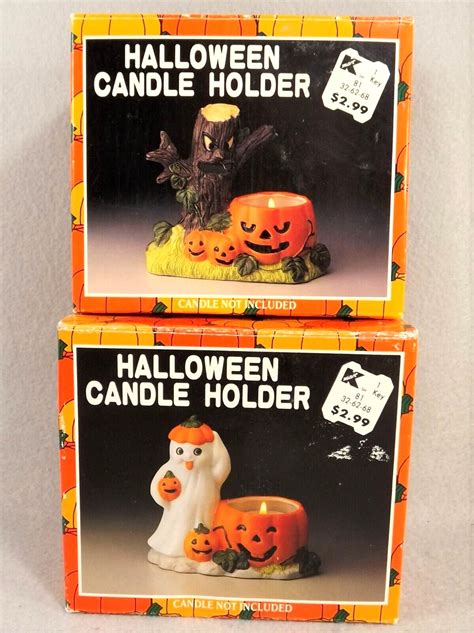 HALLOWEEN
CANDLE HOLDER
K 1
Key
81
32-62-68
$2.99
CANDLE NOT INCLUDED
HALLOWEEN
CANDLE HOLDER
K 1
Key
81
32-62-68
$2.99
CANDLE NOT INCLUDED